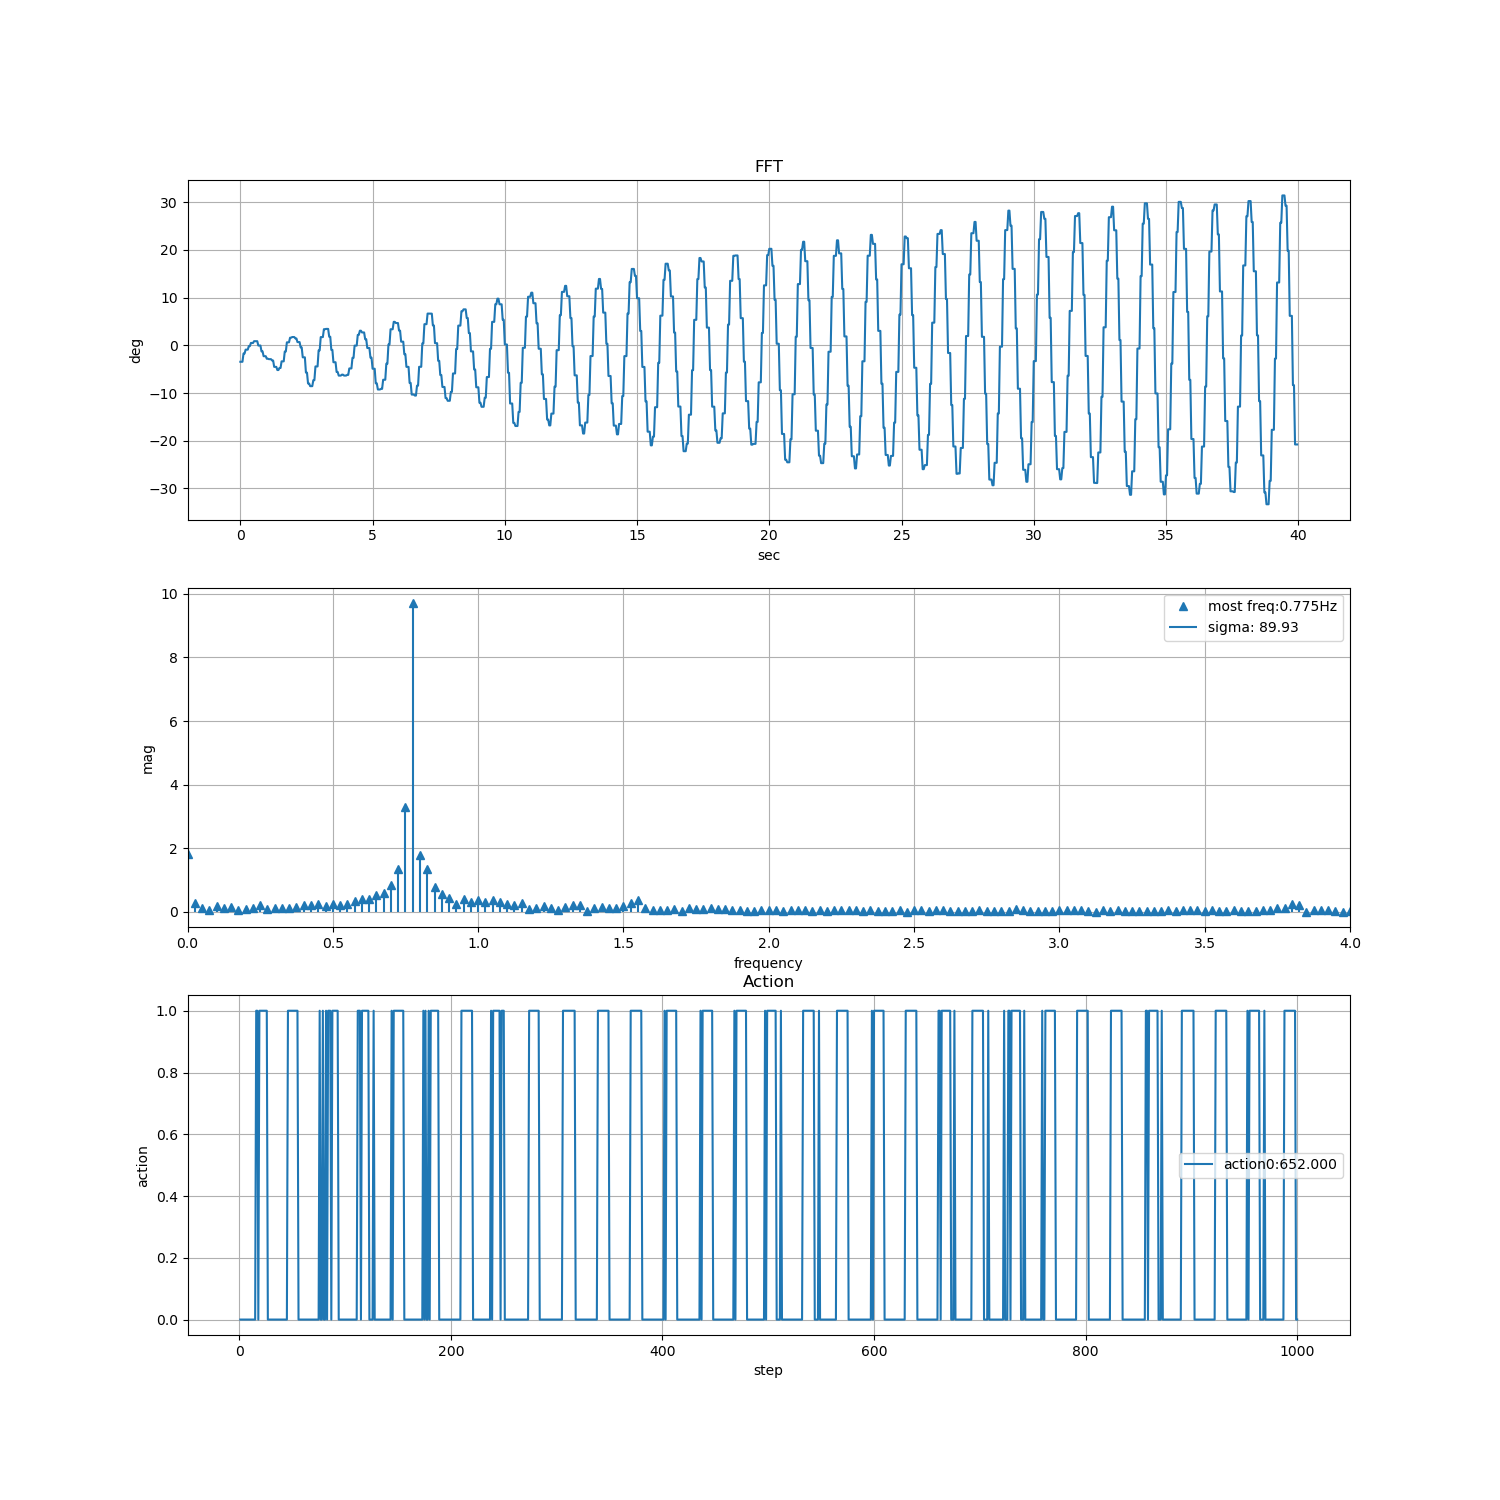 FFT
30
20
10
0
−10
−20
−30
deg
0 5 10 15 20 25 30 35 40
sec
10
8
6
4
2
0
mag
most freq:0.775Hz
sigma: 89.93
0.0 0.5 1.0 1.5 2.0 2.5 3.0 3.5 4.0
frequency
Action
1.0
0.8
0.6
0.4
0.2
0.0
action
action0:652.000
0 200 400 600 800 1000
step